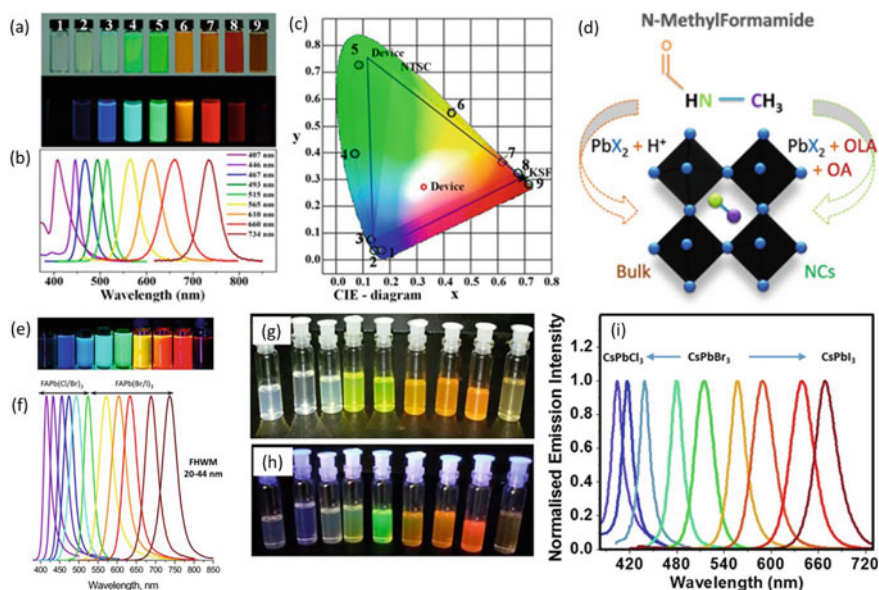 (a)
1 2 3 4 5 6 7 8 9
(b)
407 nm
446 nm
467 nm
493 nm
515 nm
565 nm
610 nm
660 nm
734 nm
400 500 600 700 800
Wavelength (nm)
(c)
0.8
0.7
0.6
0.5
0.4
0.3
0.2
0.1
0.0
y
5
Device
NTSC
6
4
7
8
KSF
9
Device
3
2
1
0.0 0.1 0.2 0.3 0.4 0.5 0.6 0.7 0.8
CIE - diagram
x
(d)
N-MethylFormamide
O
HN CH3
PbX2 + H+
PbX2 + OLA
+ OA
Bulk
NCs
(e)
(f)
FAPb(Cl/Br)3
FAPb(Br/I)3
FHWM
20-44 nm
400 450 500 550 600 650 700 750 800 850
Wavelength, nm
(g)
(h)
(i)
CsPbCl3 CsPbBr3 CsPbI3
Normalised Emission Intensity
1.0
0.8
0.6
0.4
0.2
0.0
420 480 540 600 660 720
Wavelength (nm)